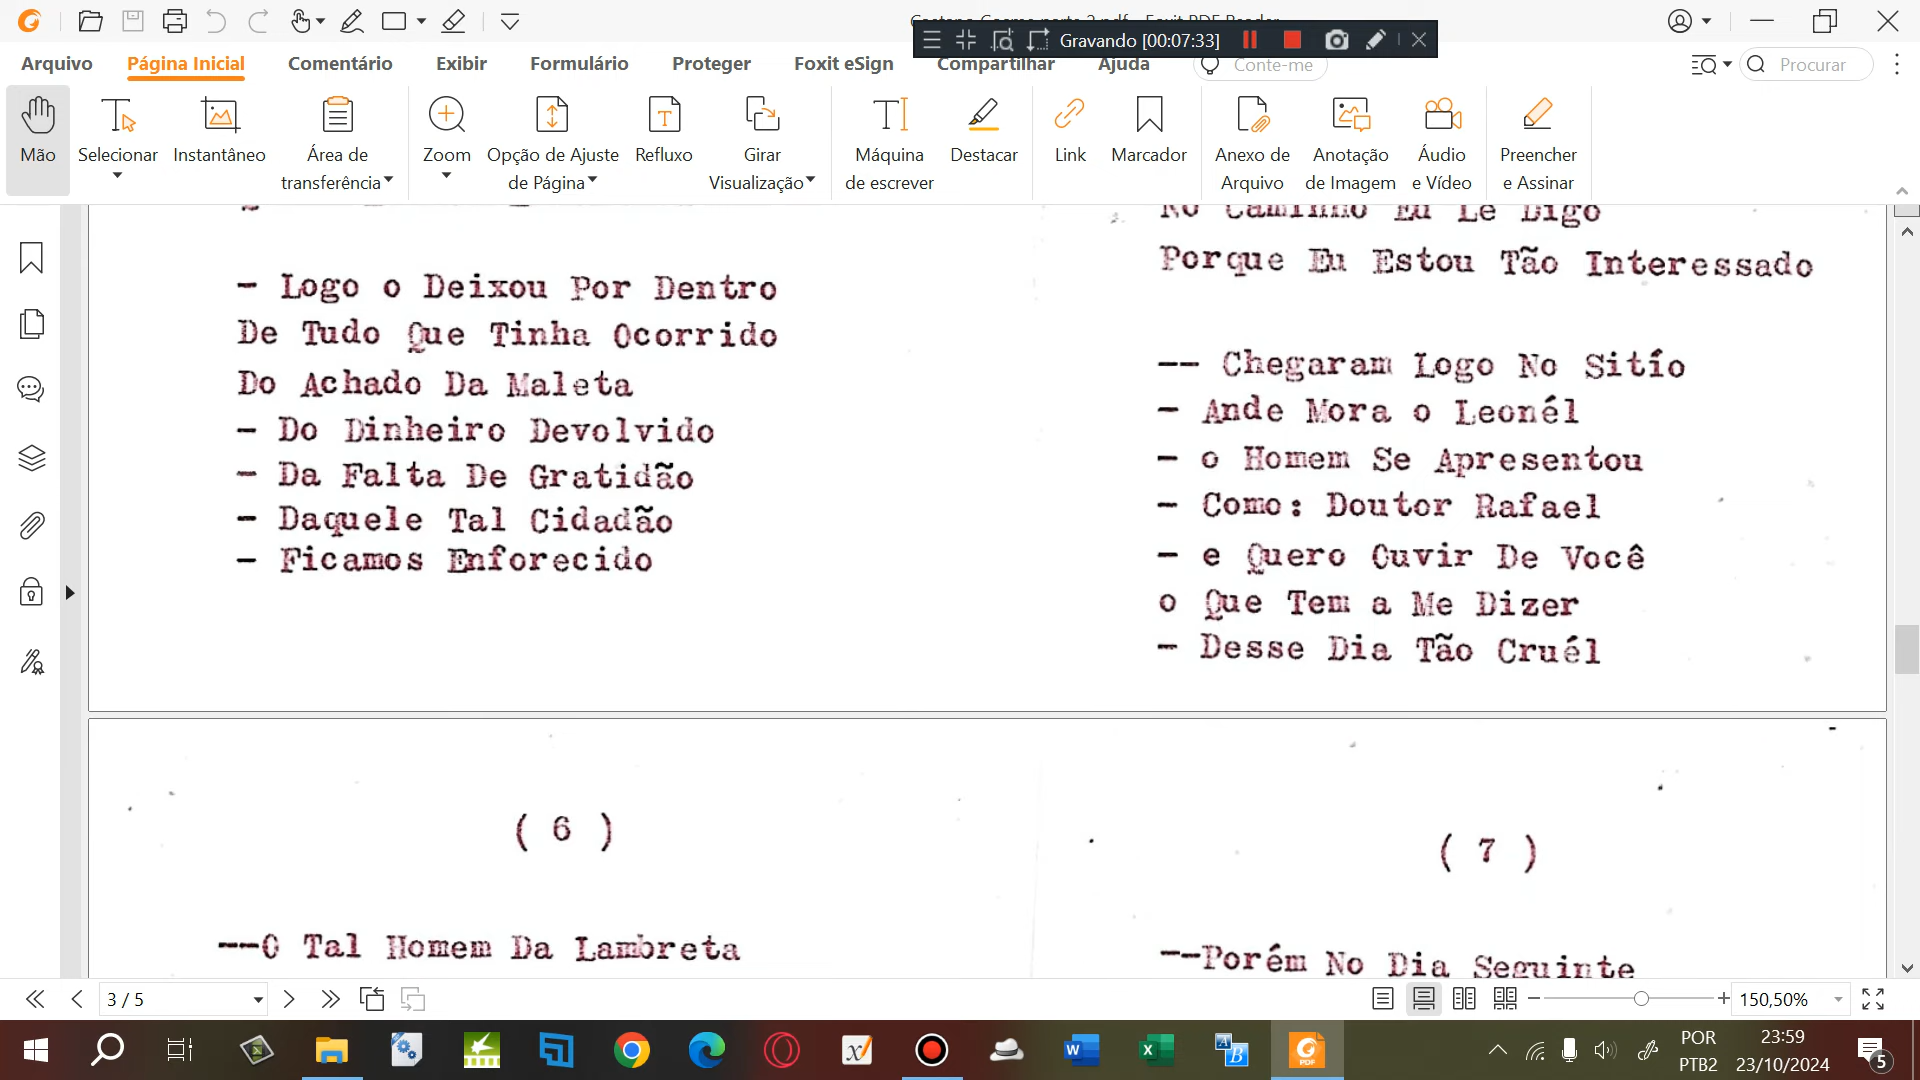 Gravando [00:07:33]
Arquivo
Página Inicial
Comentário
Exibir
Formulário
Proteger
Foxit eSign
Compartilhar
Ajuda
Conte-me
Procurar
Mão
Selecionar
Instantâneo
Área de
transferência
Zoom
Opção de Ajuste
de Página
Refluxo
Girar
Visualização
Máquina
de escrever
Destacar
Link
Marcador
Anexo de
Arquivo
Anotação
de Imagem
Áudio
e Vídeo
Preencher
e Assinar
- Logo o Deixou Por Dentro
De Tudo Que Tinha Ocorrido
Do Achado Da Maleta
- Do Dinheiro Devolvido
- Da Falta De Gratidão
- Daquele Tal Cidadão
- Ficamos Enforecido
No Caminho Eu Le Digo
Porque Eu Estou Tão Interessado
-- Chegaram Logo No Sitío
- Ande Mora o Leonél
- o Homem Se Apresentou
- Como: Doutor Rafael
- e Quero Cuvir De Você
o Que Tem a Me Dizer
- Desse Dia Tão Cruél
( 6 )
--O Tal Homem Da Lambreta
( 7 )
--Porém No Dia Seguinte
3 / 5
150,50%
POR
PTB2
23:59
23/10/2024
5